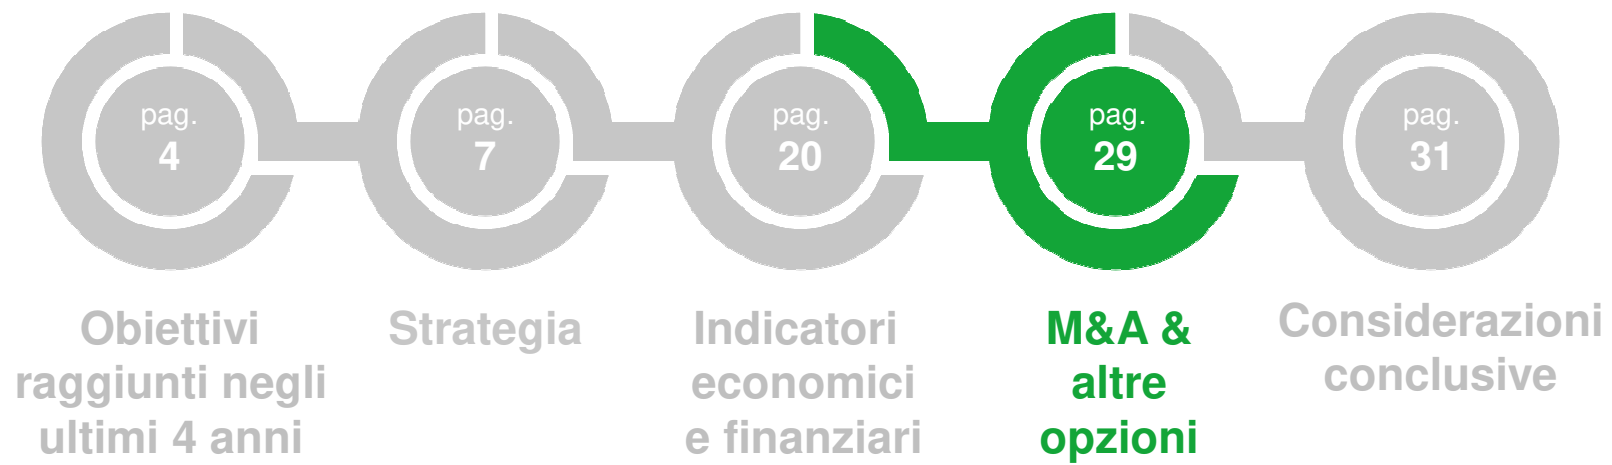 pag.
4
pag.
7
pag.
20
pag.
29
pag.
31
Obiettivi
raggiunti negli
ultimi 4 anni
Strategia
Indicatori
economici
e finanziari
M&A &
altre
opzioni
Considerazioni
conclusive